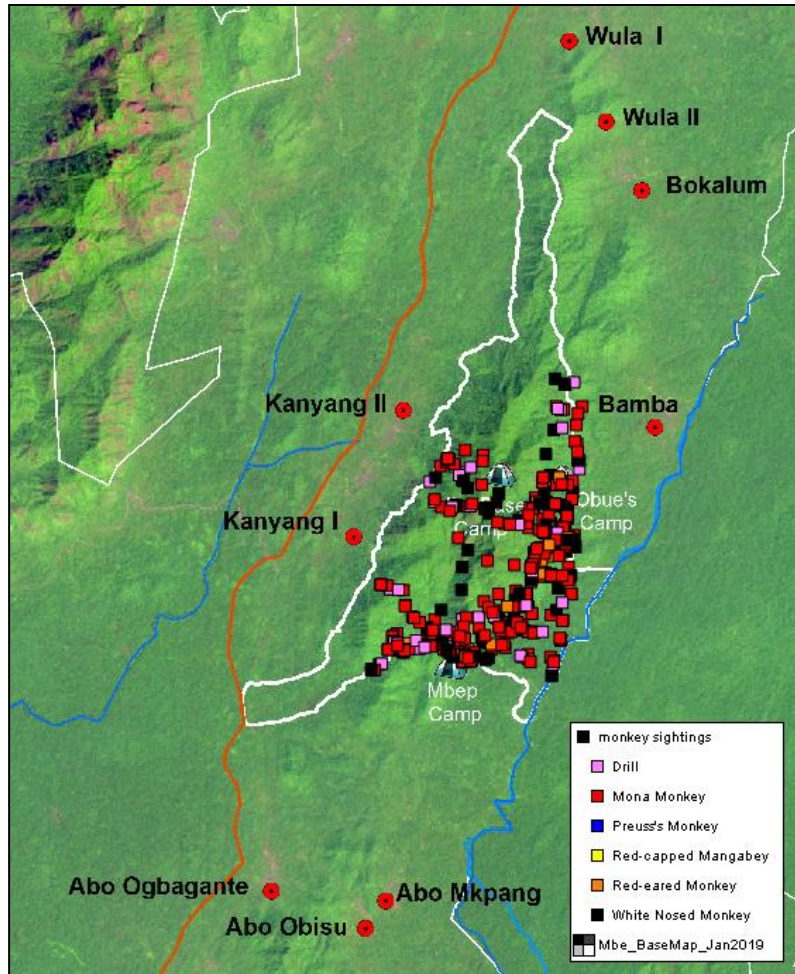 Wula I
Wula II
Bokalum
Kanyang II
Bamba
Base
Camp
Obue's
Camp
Kanyang I
Mbep
Camp
monkey sightings
Drill
Mona Monkey
Preuss's Monkey
Red-capped Mangabey
Red-eared Monkey
White Nosed Monkey
Mbe_BaseMap_Jan2019
Abo Ogbagante
Abo Mkpang
Abo Obisu